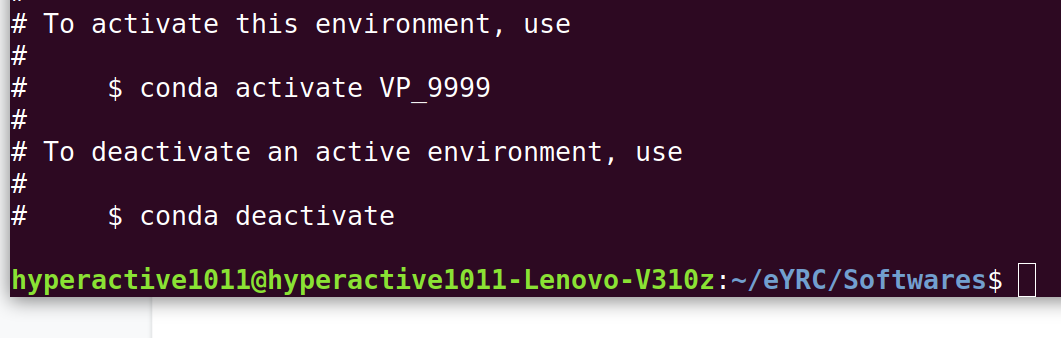 # To activate this environment, use
#
#     $ conda activate VP_9999
#
# To deactivate an active environment, use
#
#     $ conda deactivate
hyperactive1011@hyperactive1011-Lenovo-V310z:~/eYRC/Softwares$